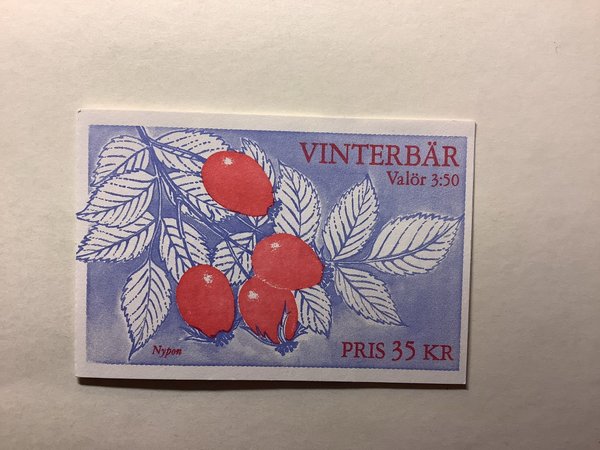 VINTERBÄR
Valör 3:50
Nypon
PRIS 35 KR